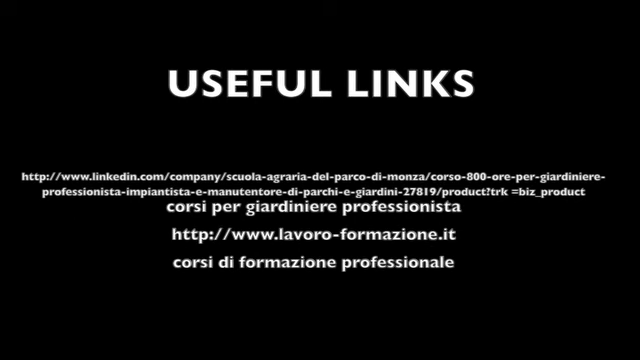 USEFUL LINKS
http://www.linkedin.com/company/scuola-agraria-del-parco-di-monza/corso-800-ore-per-giardiniere-
professionista-impiantista-e-manutentore-di-parchi-e-giardini-27819/product?trk =biz_product
corsi per giardiniere professionista
http://www.lavoro-formazione.it
corsi di formazione professionale